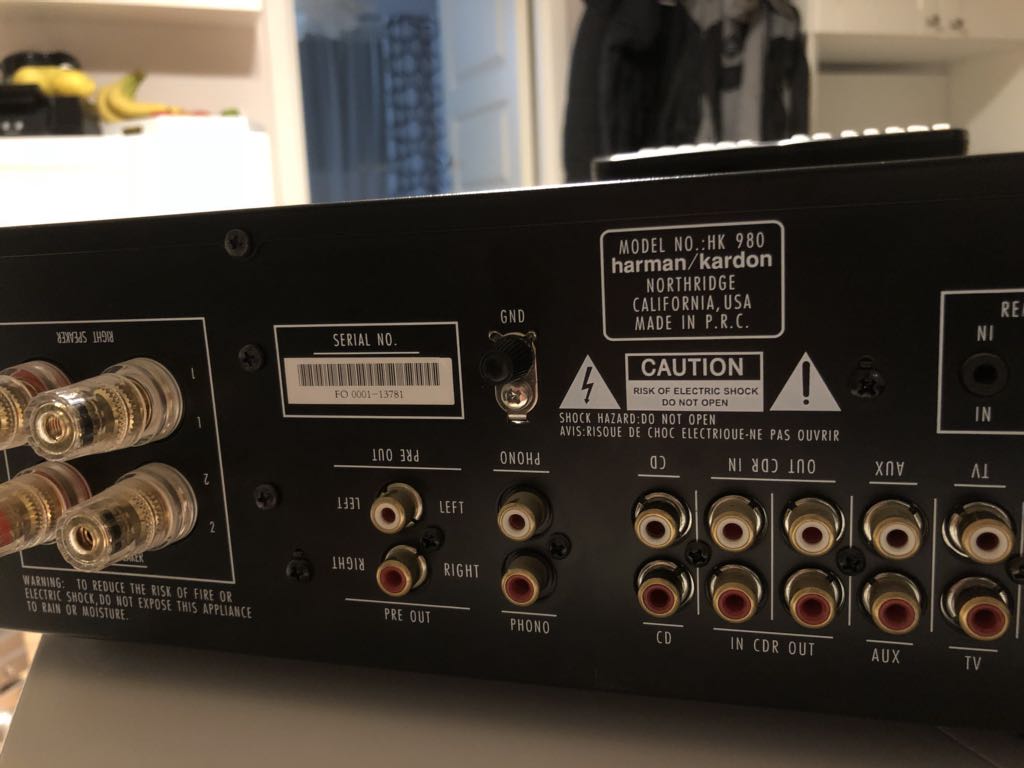 RIGHT SPEAKER
1
1
2
2
WARNING: TO REDUCE THE RISK OF FIRE OR
ELECTRIC SHOCK,DO NOT EXPOSE THIS APPLIANCE
TO RAIN OR MOISTURE.
SERIAL NO.
FO 0001-13781
GND
MODEL NO.:HK 980
harman/kardon
NORTHRIDGE
CALIFORNIA,USA
MADE IN P.R.C.
CAUTION
RISK OF ELECTRIC SHOCK
DO NOT OPEN
SHOCK HAZARD:DO NOT OPEN
AVIS:RISQUE DE CHOC ELECTRIQUE-NE PAS OUVRIR
IN
IN
PRE OUT
PHONO
CD
OUT CDR IN
AUX
TV
LEFT
LEFT
RIGHT
RIGHT
PRE OUT
PHONO
CD
IN CDR OUT
AUX
TV